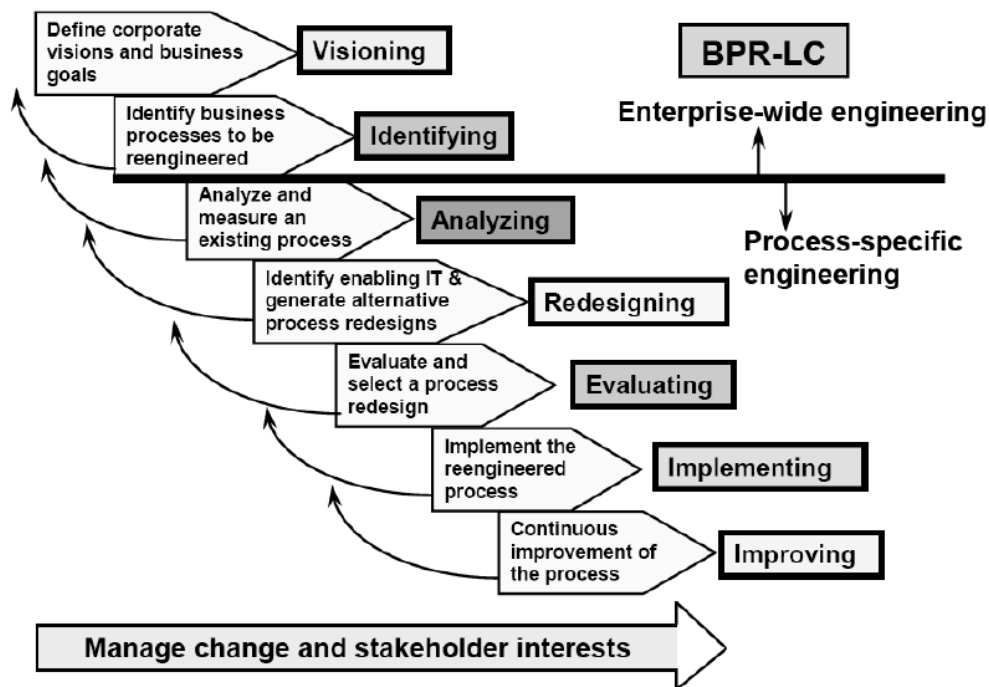 Define corporate
visions and business
goals
Visioning
BPR-LC
Identify business
processes to be
reengineered
Identifying
Enterprise-wide engineering
Analyze and
measure an
existing process
Analyzing
Process-specific
engineering
Identify enabling IT &
generate alternative
process redesigns
Redesigning
Evaluate and
select a process
redesign
Evaluating
Implement the
reengineered
process
Implementing
Continuous
improvement of
the process
Improving
Manage change and stakeholder interests